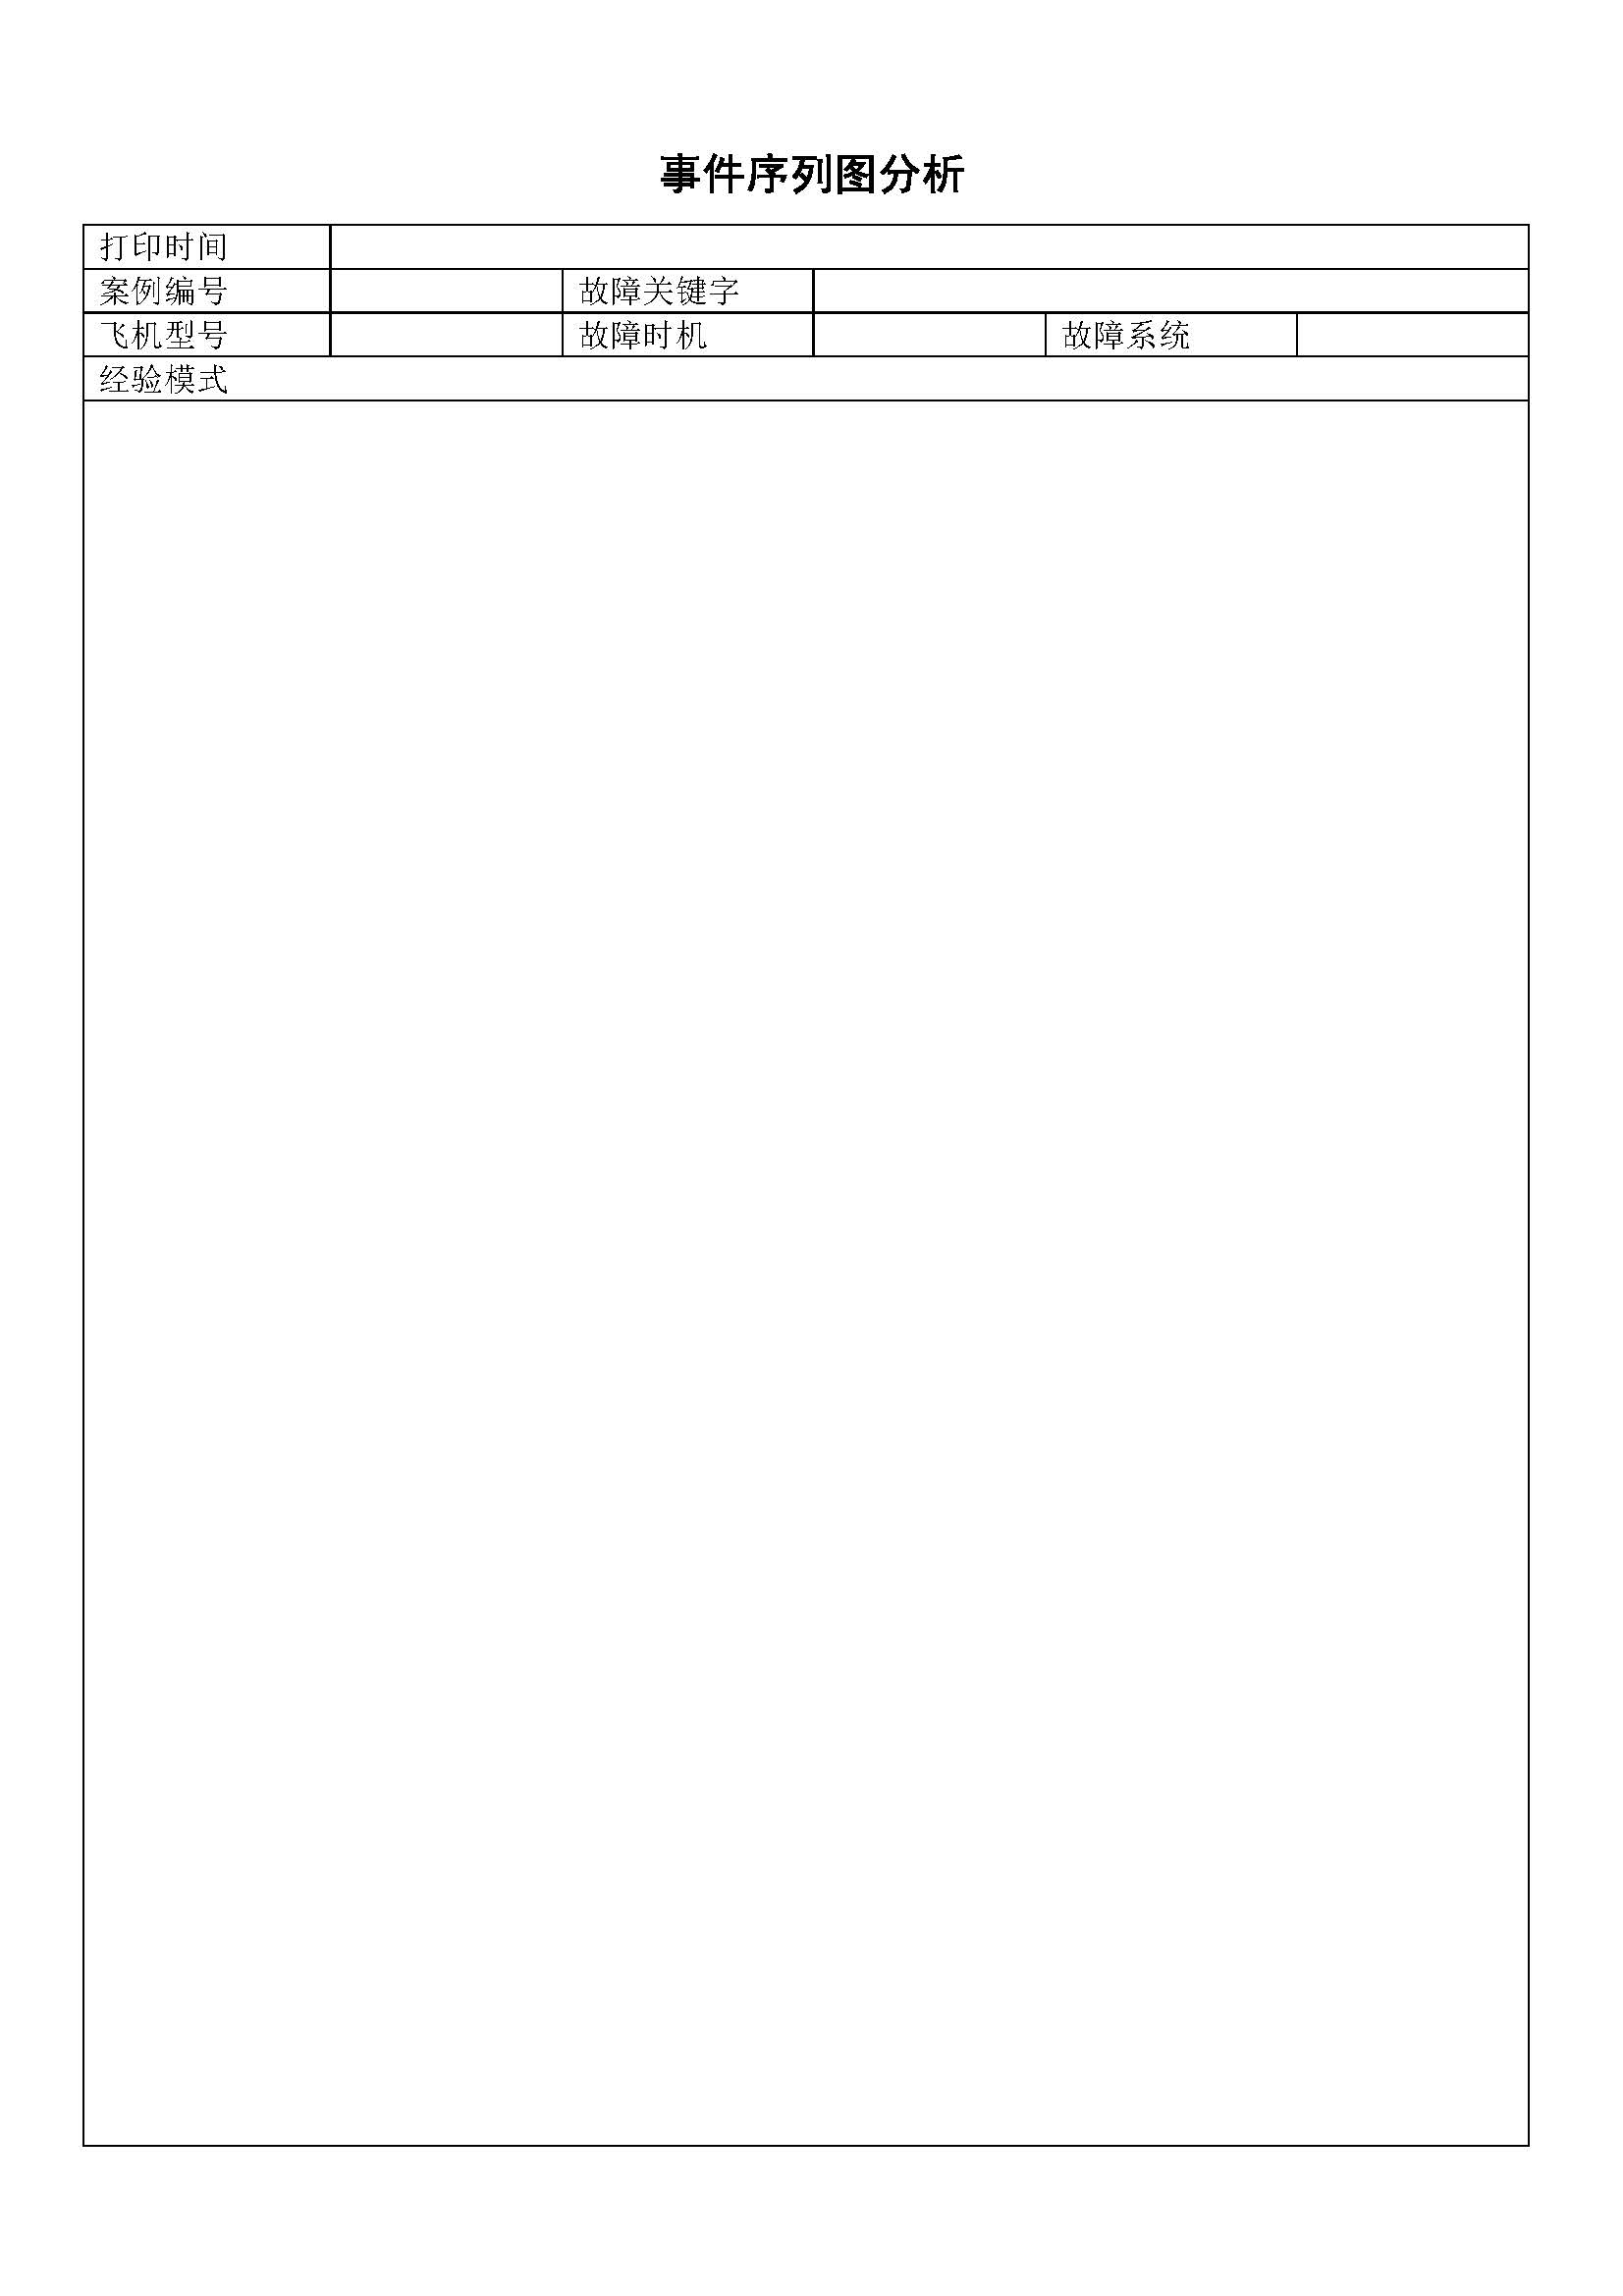 事件序列图分析
打印时间
案例编号 故障关键字
飞机型号 故障时机 故障系统
经验模式